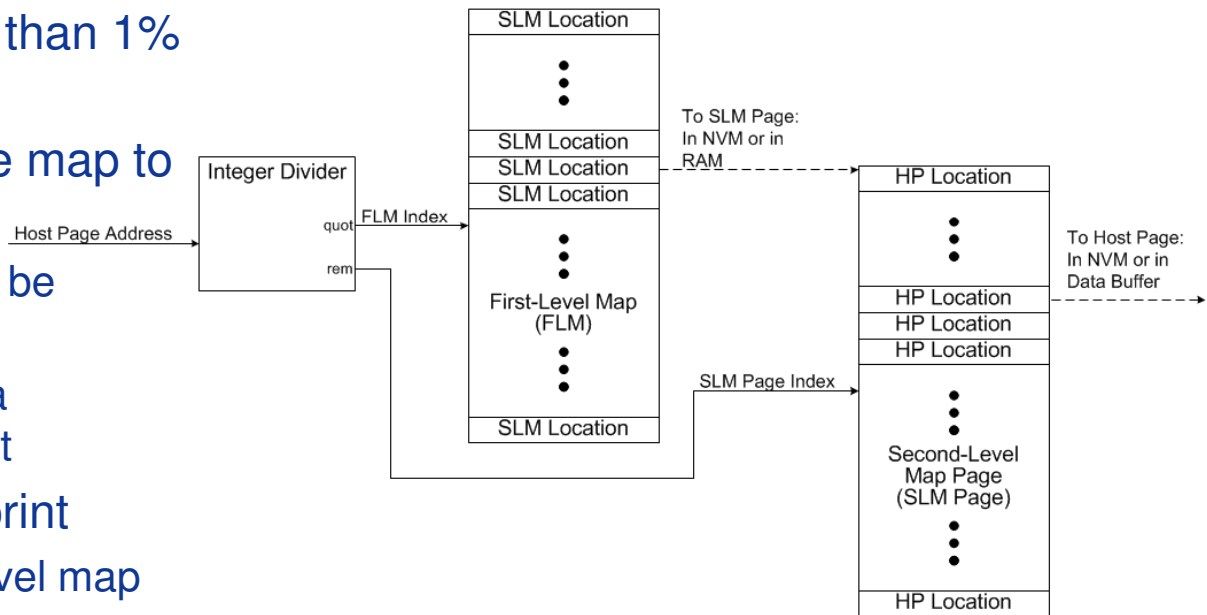 than 1%
e map to
be
a
t
print
vel map
Host Page Address
Integer Divider
quot
rem
FLM Index
SLM Location
SLM Location
SLM Location
SLM Location
First-Level Map
(FLM)
SLM Location
To SLM Page:
In NVM or in
RAM
SLM Page Index
HP Location
HP Location
HP Location
HP Location
Second-Level
Map Page
(SLM Page)
HP Location
To Host Page:
In NVM or in
Data Buffer